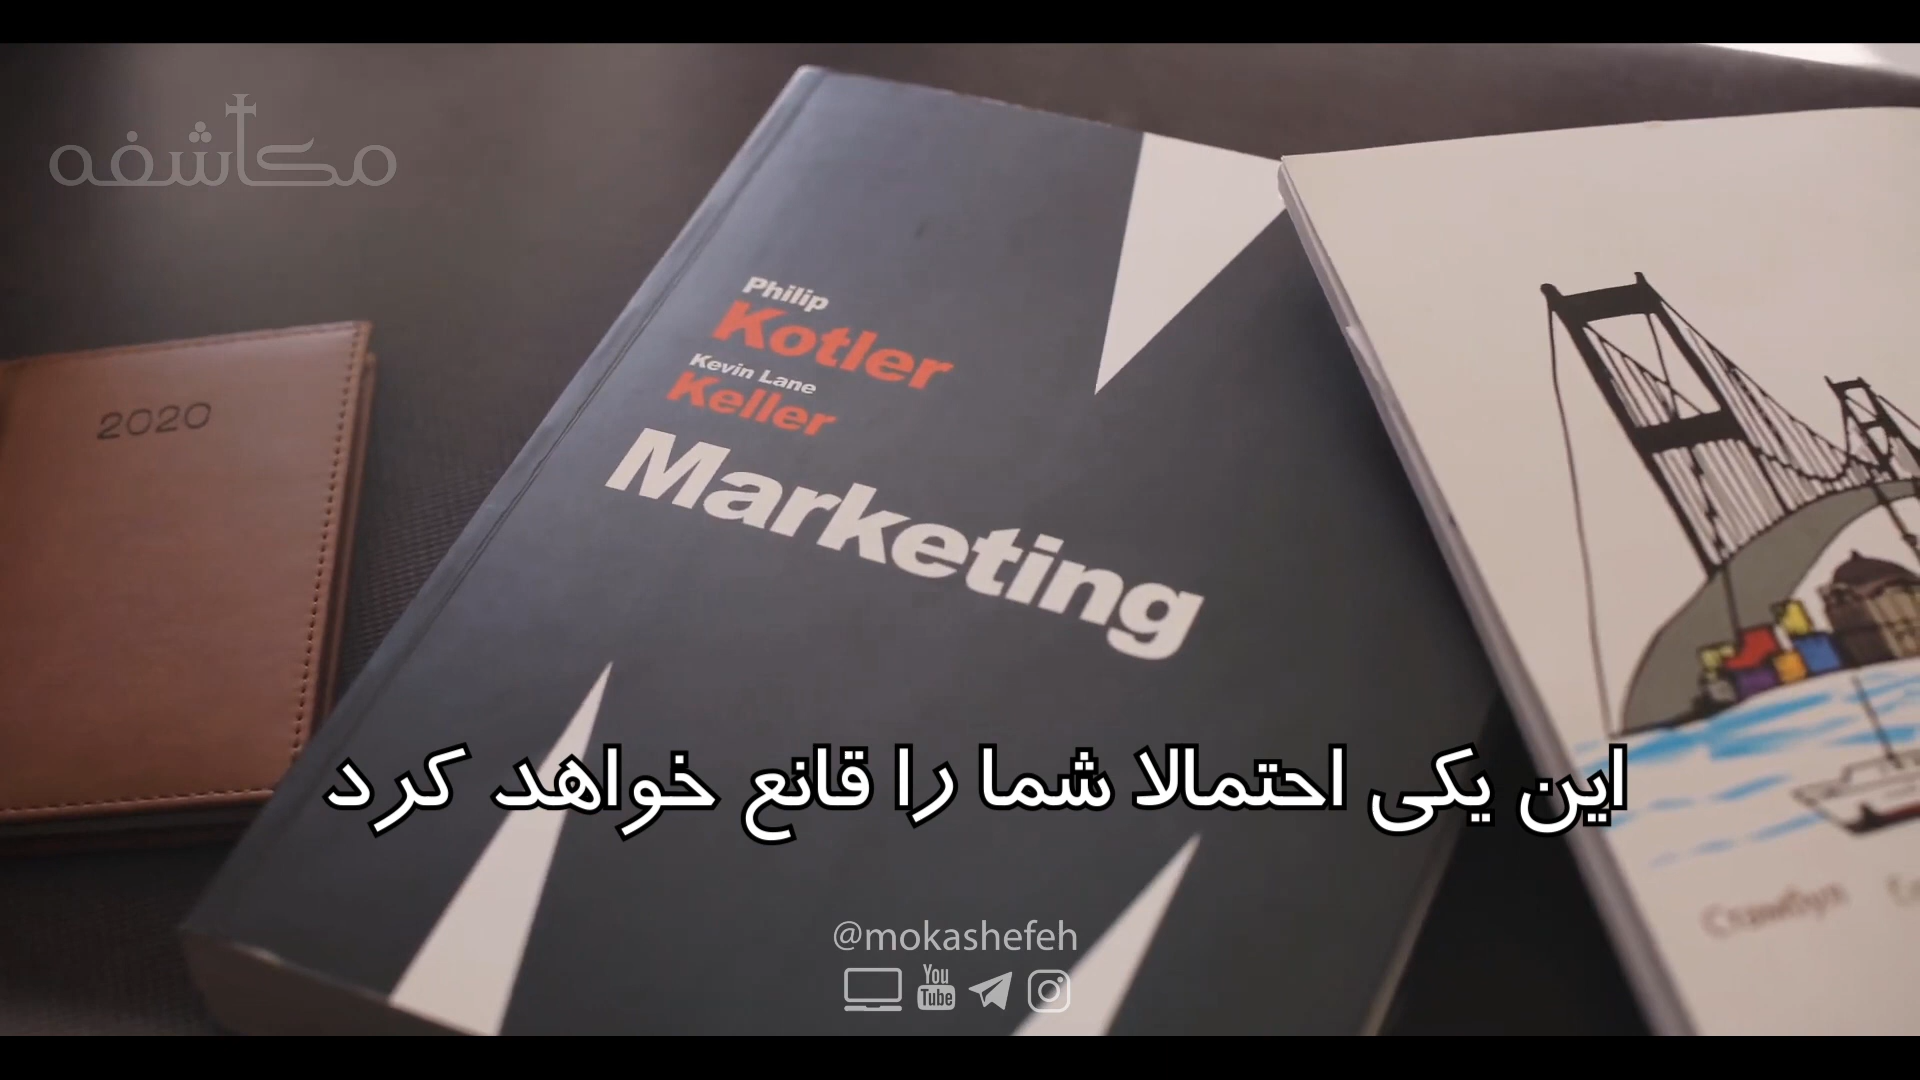 مکاشفه
Philip
Kotler
Kevin Lane
Keller
Marketing
2020
این یکی احتمالا شما را قانع خواهد کرد
Стамбул
@mokashefeh
You
Tube